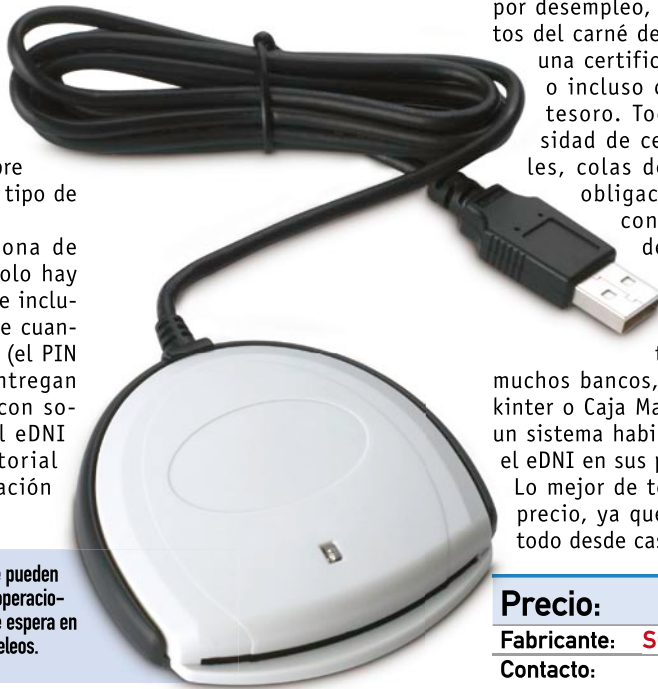 tipo de
ona de
olo hay
e inclu-
e cuan-
(el PIN
ntregan
con so-
l eDNI
torial
ación
pueden
operacio-
e espera en
eleos.
por desempleo,
tos del carné de
una certific
o incluso
tesoro. To
sidad de ce
les, colas de
obligac
con
de
muchos bancos,
kinter o Caja Ma
un sistema habi
el eDNI en sus p
Lo mejor de t
precio, ya que
todo desde cas
Precio:
Fabricante: S
Contacto: